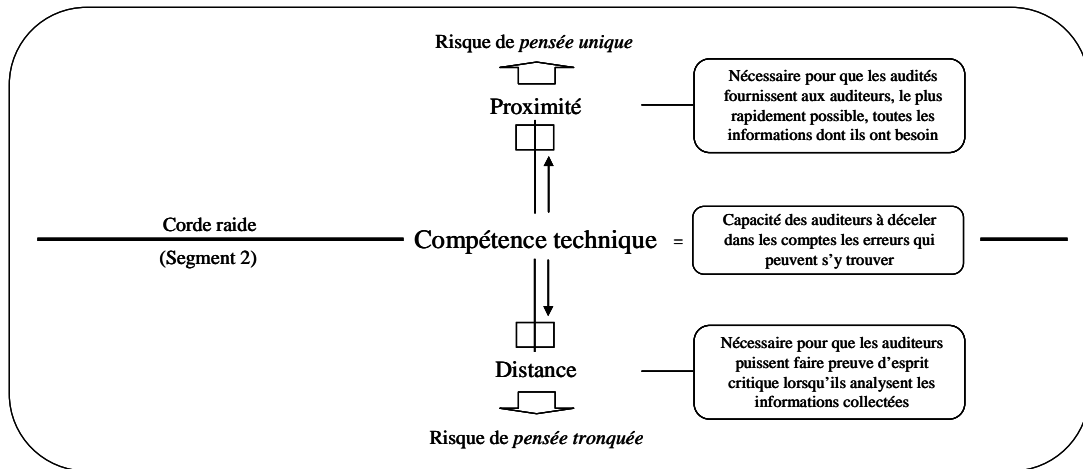 Risque de pensée unique
Proximité
Nécessaire pour que les audités
fournissent aux auditeurs, le plus
rapidement possible, toutes les
informations dont ils ont besoin
Corde raide
(Segment 2)
Compétence technique
=
Capacité des auditeurs à déceler
dans les comptes les erreurs qui
peuvent s’y trouver
Distance
Nécessaire pour que les auditeurs
puissent faire preuve d’esprit
critique lorsqu’ils analysent les
informations collectées
Risque de pensée tronquée